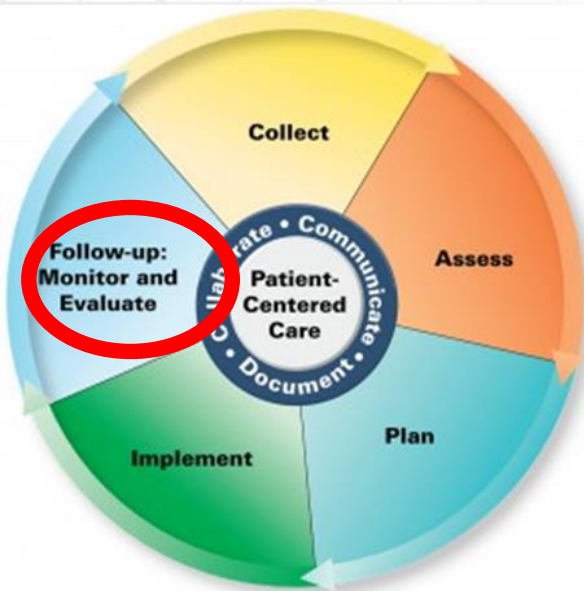 Collect
Assess
Plan
Implement
Follow-up:
Monitor and
Evaluate
Collaborate • Communicate • Document •
Patient-
Centered
Care